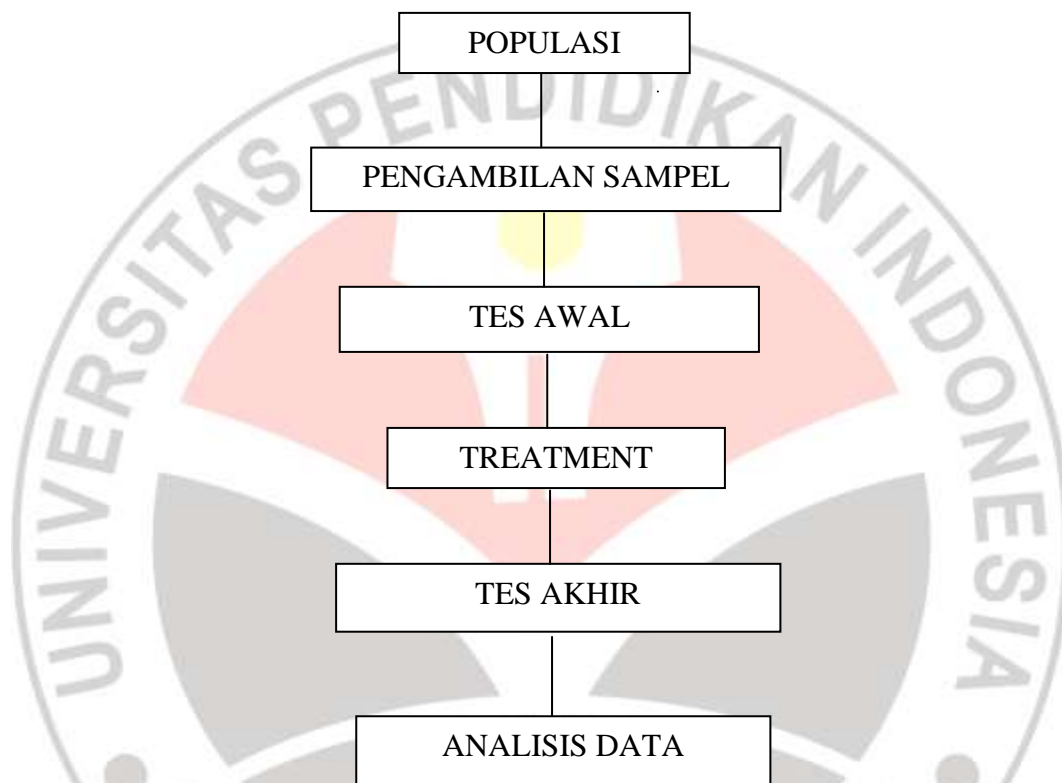 POPULASI
PENGAMBILAN SAMPEL
TES AWAL
TREATMENT
TES AKHIR
ANALISIS DATA
UNIVERSITAS PENDIDIKAN INDONESIA